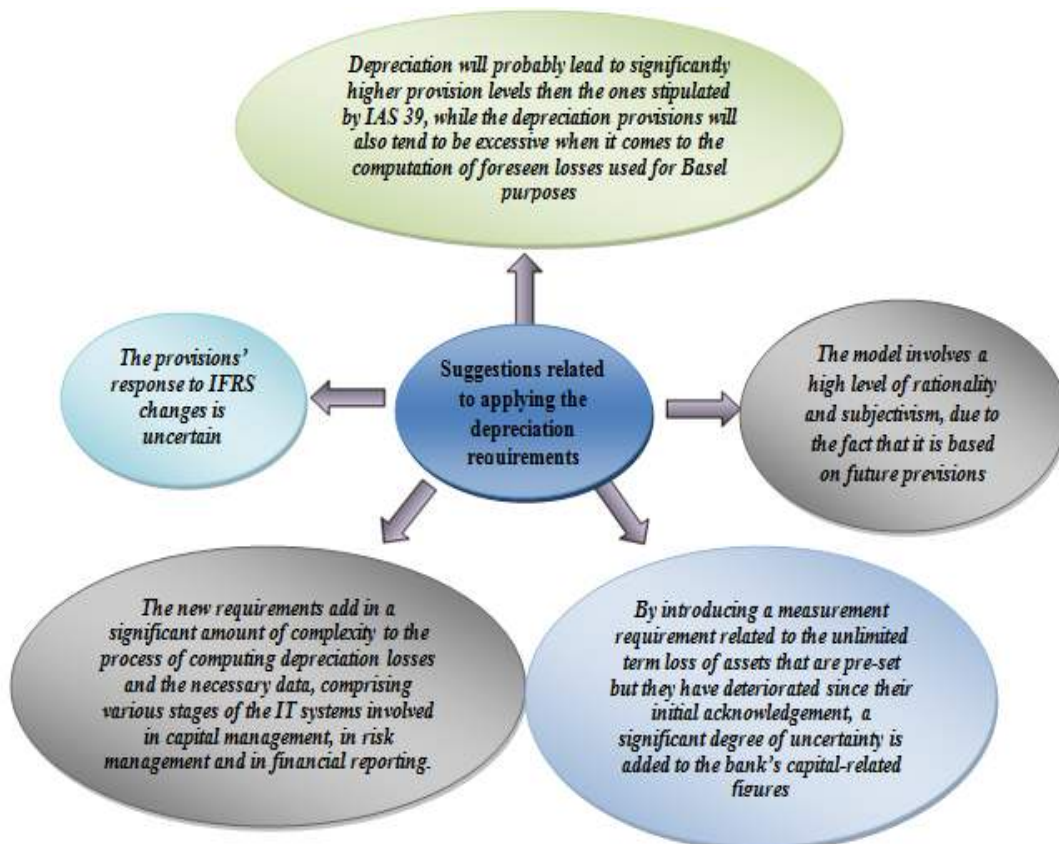 Depreciation will probably lead to significantly
higher provision levels then the ones stipulated
by IAS 39, while the depreciation provisions will
also tend to be excessive when it comes to the
computation of foreseen losses used for Basel
purposes
The provisions'
response to IFRS
changes is
uncertain
Suggestions related
to applying the
depreciation
requirements
The model involves a
high level of rationality
and subjectivism, due to
the fact that it is based
on future previsions
The new requirements add in a
significant amount of complexity to the
process of computing depreciation losses
and the necessary data, comprising
various stages of the IT systems involved
in capital management, in risk
management and in financial reporting.
By introducing a measurement
requirement related to the unlimited
term loss of assets that are pre-set
but they have deteriorated since their
initial acknowledgement, a
significant degree of uncertainty is
added to the bank's capital-related
figures